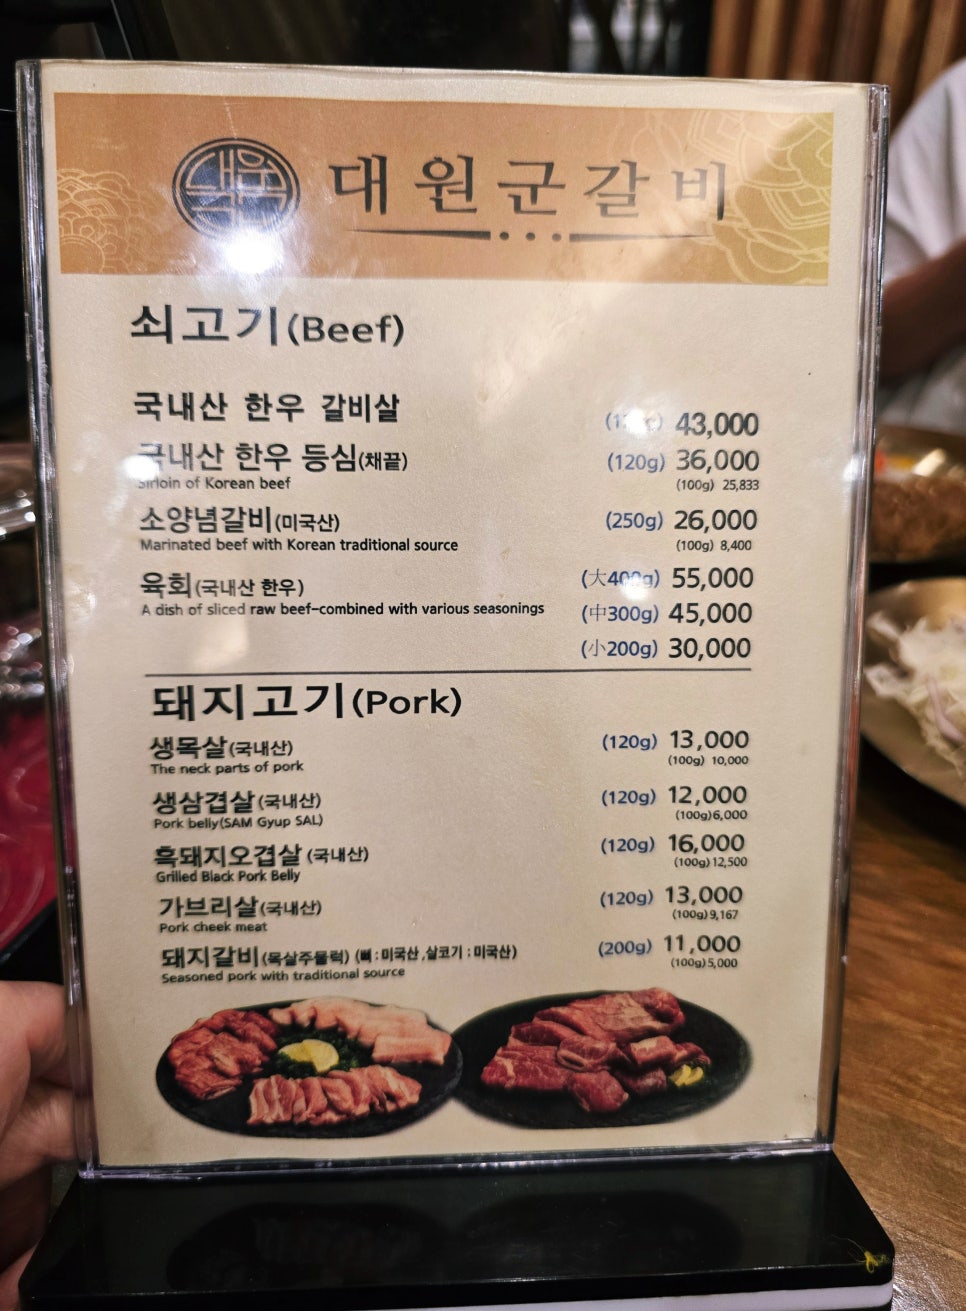 대원군갈비
쇠고기(Beef)
국내산 한우 갈비살 43,000
국내산 한우 등심(채끝) (120g) 36,000
Sirloin of Korean beef (100g) 25,833
소양념갈비(미국산) (250g) 26,000
Marinated beef with Korean traditional source (100g) 8,400
육회(국내산 한우) (大400g) 55,000
A dish of sliced raw beef-combined with various seasonings (中300g) 45,000
(小200g) 30,000
돼지고기(Pork)
생목살(국내산) (120g) 13,000
The neck parts of pork (100g) 10,000
생삼겹살(국내산) (120g) 12,000
Pork belly(SAM Gyup SAL) (100g)6,000
흑돼지오겹살(국내산) (120g) 16,000
Grilled Black Pork Belly (100g)12,500
가브리살(국내산) (120g) 13,000
Pork cheek meat (100g)9,167
돼지갈비(목살주물럭) (뼈:미국산,살코기:미국산) (200g) 11,000
Seasoned pork with traditional source (100g)5,000